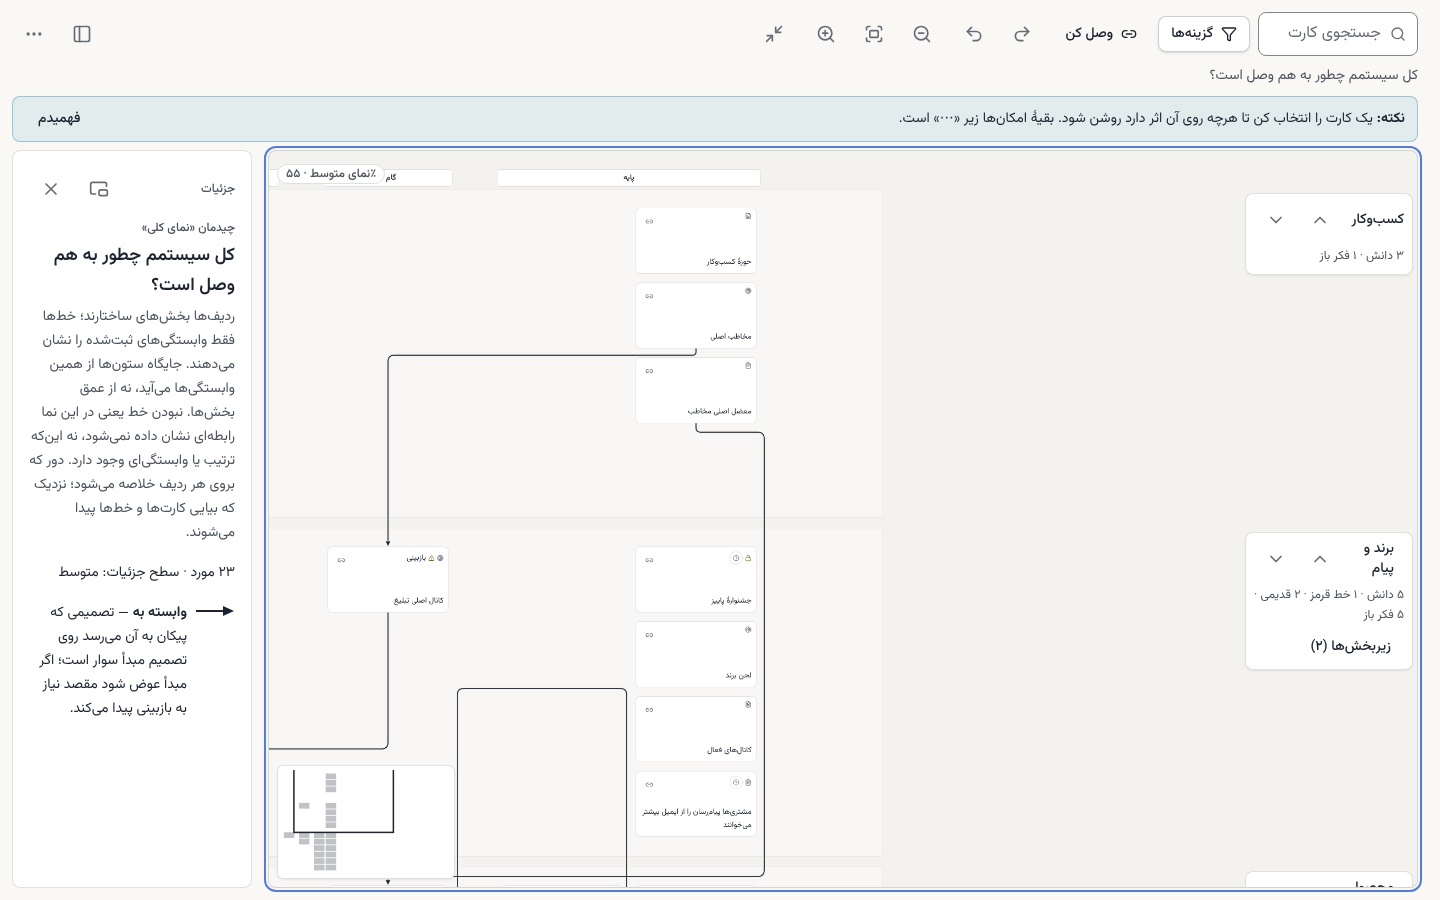 جستجوی کارت
گزینه‌ها
وصل کن
کل سیستمم چطور به هم وصل است؟
نکته: یک کارت را انتخاب کن تا هرچه روی آن اثر دارد روشن شود. بقیهٔ امکان‌ها زیر «···» است.
فهمیدم
کسب‌وکار
۳ دانش · ۱ فکر باز
برند و
پیام
۵ دانش · ۱ خط قرمز · ۲ قدیمی ·
۵ فکر باز
زیربخش‌ها (۲)
پایه
گام
نمای متوسط · ۵۵٪
حوزهٔ کسب‌وکار
مخاطب اصلی
معضل اصلی مخاطب
جشنوارهٔ پاییز
لحن برند
کانال‌های فعال
مشتری‌ها پیام‌رسان را از ایمیل بیشتر
می‌خوانند
بازبینی
کانال اصلی تبلیغ
جزئیات
چیدمان «نمای کلی»
کل سیستمم چطور به هم
وصل است؟
ردیف‌ها بخش‌های ساختارند؛ خط‌ها
فقط وابستگی‌های ثبت‌شده را نشان
می‌دهند. جایگاه ستون‌ها از همین
وابستگی‌ها می‌آید، نه از عمق
بخش‌ها. نبودن خط یعنی در این نما
رابطه‌ای نشان داده نمی‌شود، نه این‌که
ترتیب یا وابستگی‌ای وجود دارد. دور که
بروی هر ردیف خلاصه می‌شود؛ نزدیک
که بیایی کارت‌ها و خط‌ها پیدا
می‌شوند.
۲۳ مورد · سطح جزئیات: متوسط
وابسته به — تصمیمی که
پیکان به آن می‌رسد روی
تصمیم مبدأ سوار است؛ اگر
مبدأ عوض شود مقصد نیاز
به بازبینی پیدا می‌کند.